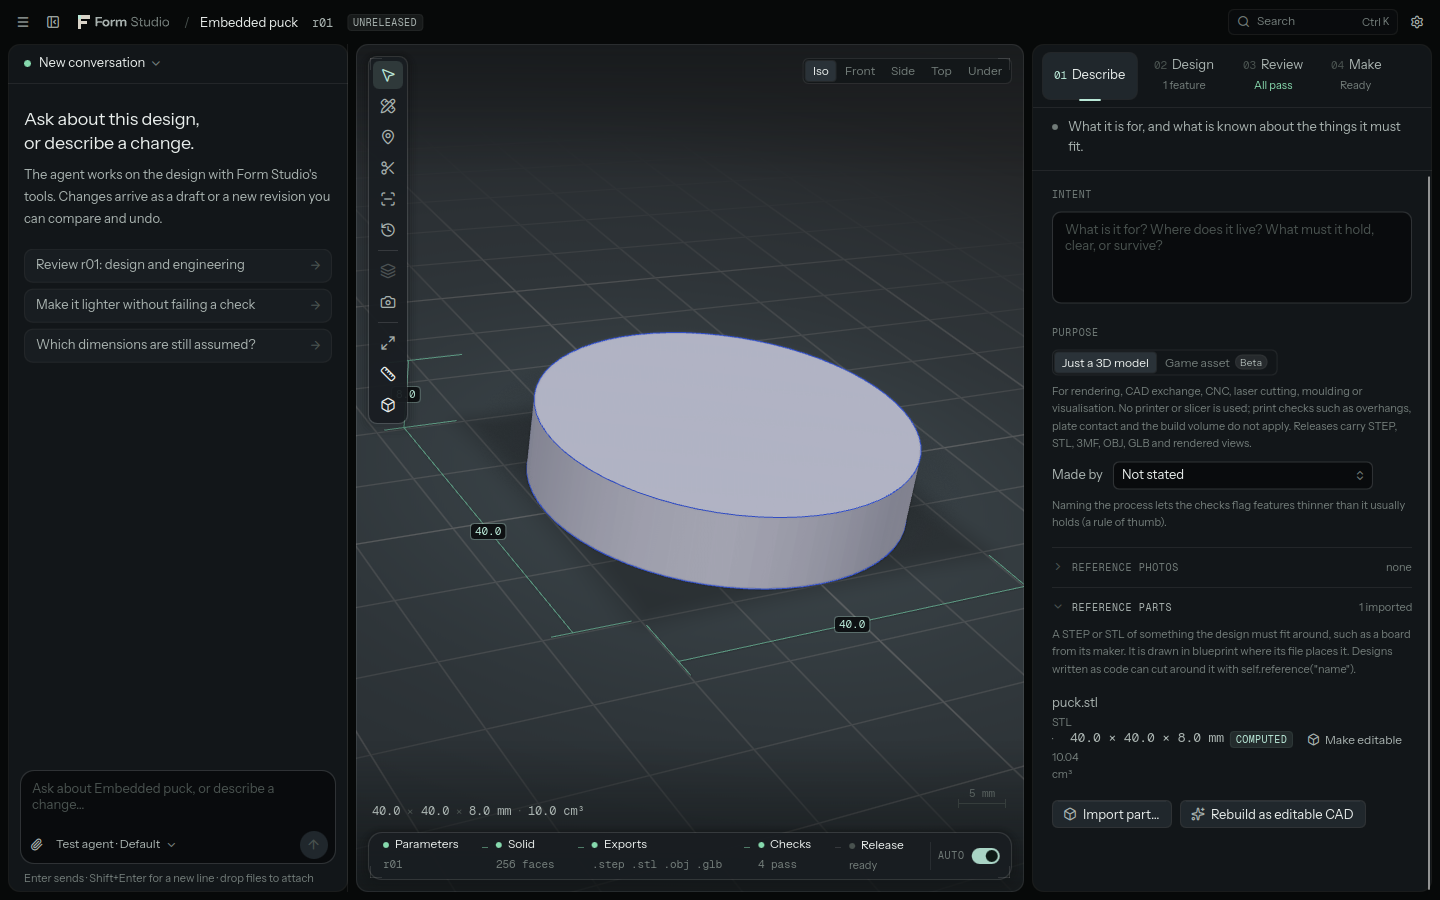 Form Studio / Embedded puck r01 UNRELEASED
Search Ctrl K
New conversation
Ask about this design,
or describe a change.
The agent works on the design with Form Studio's
tools. Changes arrive as a draft or a new revision you
can compare and undo.
Review r01: design and engineering
Make it lighter without failing a check
Which dimensions are still assumed?
Ask about Embedded puck, or describe a
change...
Test agent · Default
Enter sends · Shift+Enter for a new line · drop files to attach
Iso Front Side Top Under
40.0
40.0
5 mm
40.0 × 40.0 × 8.0 mm · 10.0 cm³
Parameters
r01
Solid
256 faces
Exports
.step .stl .obj .glb
Checks
4 pass
Release
ready
AUTO
01 Describe
02 Design
1 feature
03 Review
All pass
04 Make
Ready
What it is for, and what is known about the things it must
fit.
INTENT
What is it for? Where does it live? What must it hold,
clear, or survive?
PURPOSE
Just a 3D model Game asset Beta
For rendering, CAD exchange, CNC, laser cutting, moulding or
visualisation. No printer or slicer is used; print checks such as overhangs,
plate contact and the build volume do not apply. Releases carry STEP,
STL, 3MF, OBJ, GLB and rendered views.
Made by Not stated
Naming the process lets the checks flag features thinner than it usually
holds (a rule of thumb).
REFERENCE PHOTOS none
REFERENCE PARTS 1 imported
A STEP or STL of something the design must fit around, such as a board
from its maker. It is drawn in blueprint where its file places it. Designs
written as code can cut around it with self.reference("name").
puck.stl
STL
· 40.0 × 40.0 × 8.0 mm COMPUTED Make editable
10.04
cm³
Import part... Rebuild as editable CAD